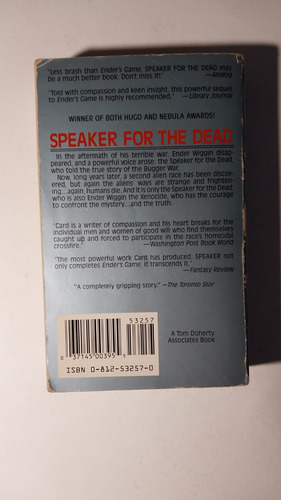 "Less brash than Ender's Game, SPEAKER FOR THE DEAD may
be a much better book. Don't miss it!" —Analog
"Told with compassion and keen insight, this powerful sequel
to Ender's Game is highly recommended." —Library Journal
WINNER OF BOTH HUGO AND NEBULA AWARDS!
SPEAKER FOR THE DEAD
In the aftermath of his terrible war, Ender Wiggin disap-
peared, and a powerful voice arose: the Speaker for the Dead,
who told the true story of the Bugger War.
Now, long years later, a second alien race has been discov-
ered, but again the aliens' ways are strange and frighten-
ing...again, humans die. And it is only the Speaker for the Dead,
who is also Ender Wiggin the Xenocide, who has the courage
to confront the mystery...and the truth.
"Card is a writer of compassion and his heart breaks for the
individual men and women of good will who find themselves
caught up and forced to participate in the race's homicidal
crossfire." —Washington Post Book World
"The most powerful work Card has produced. SPEAKER not
only completes Ender's Game, it transcends it."
—Fantasy Review
"A completely gripping story." —The Toronto Star
53257
0 37145 00395 5
ISBN 0-812-53257-0
A Tom Doherty
Associates Book